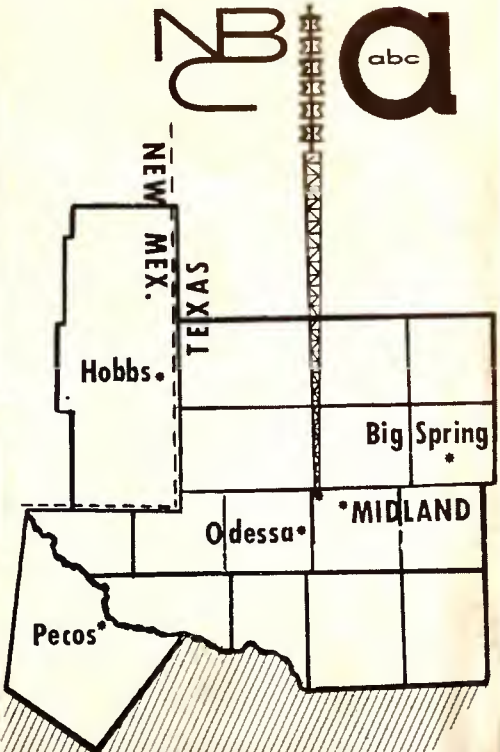 NBC
abc
NEW MEX.
TEXAS
Hobbs
Big Spring
Odessa
MIDLAND
Pecos